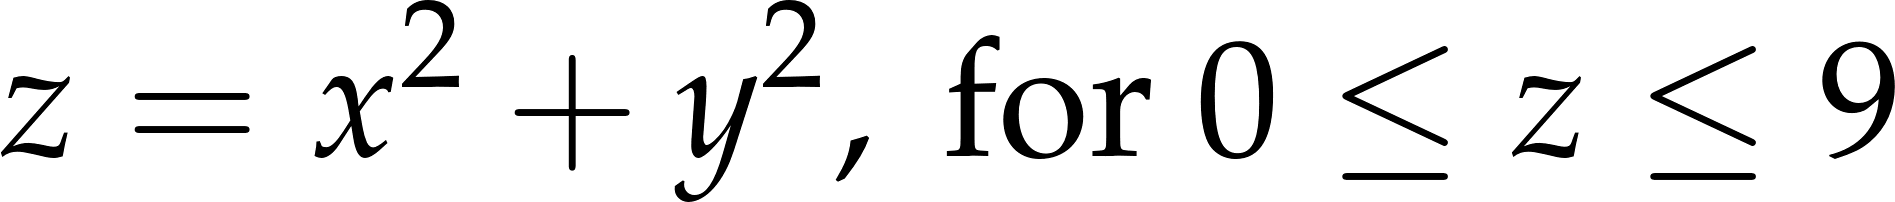 z = x² + y², for 0 ≤ z ≤ 9